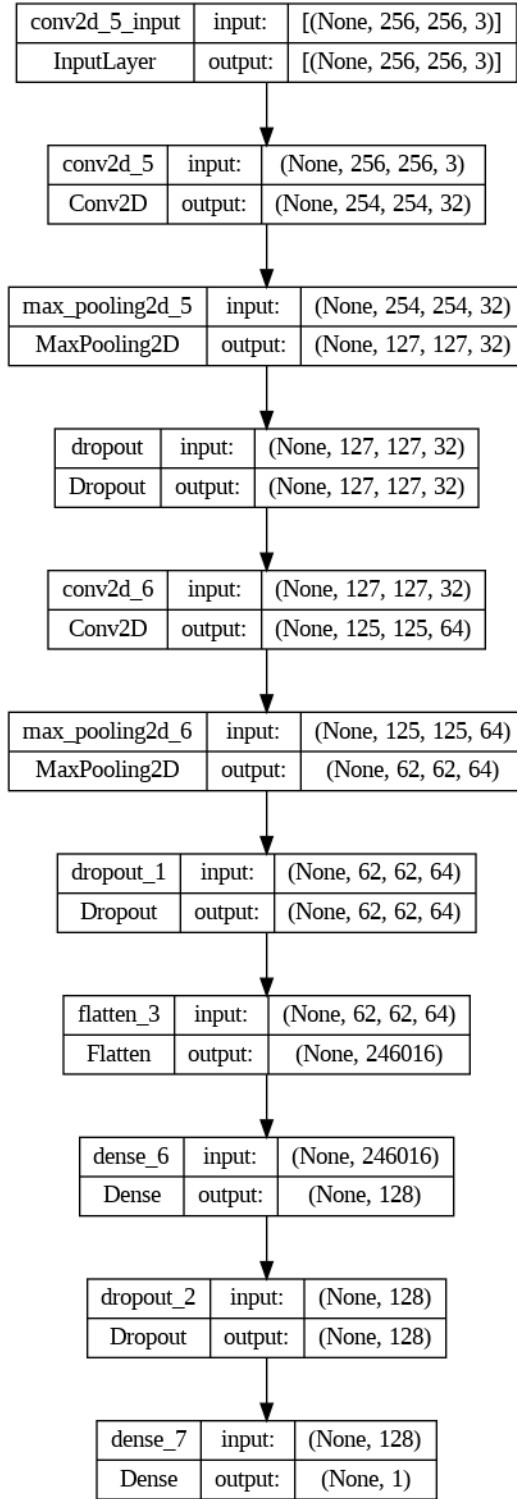 conv2d_5_input input: [(None, 256, 256, 3)]
InputLayer output: [(None, 256, 256, 3)]
conv2d_5 input: (None, 256, 256, 3)
Conv2D output: (None, 254, 254, 32)
max_pooling2d_5 input: (None, 254, 254, 32)
MaxPooling2D output: (None, 127, 127, 32)
dropout input: (None, 127, 127, 32)
Dropout output: (None, 127, 127, 32)
conv2d_6 input: (None, 127, 127, 32)
Conv2D output: (None, 125, 125, 64)
max_pooling2d_6 input: (None, 125, 125, 64)
MaxPooling2D output: (None, 62, 62, 64)
dropout_1 input: (None, 62, 62, 64)
Dropout output: (None, 62, 62, 64)
flatten_3 input: (None, 62, 62, 64)
Flatten output: (None, 246016)
dense_6 input: (None, 246016)
Dense output: (None, 128)
dropout_2 input: (None, 128)
Dropout output: (None, 128)
dense_7 input: (None, 128)
Dense output: (None, 1)